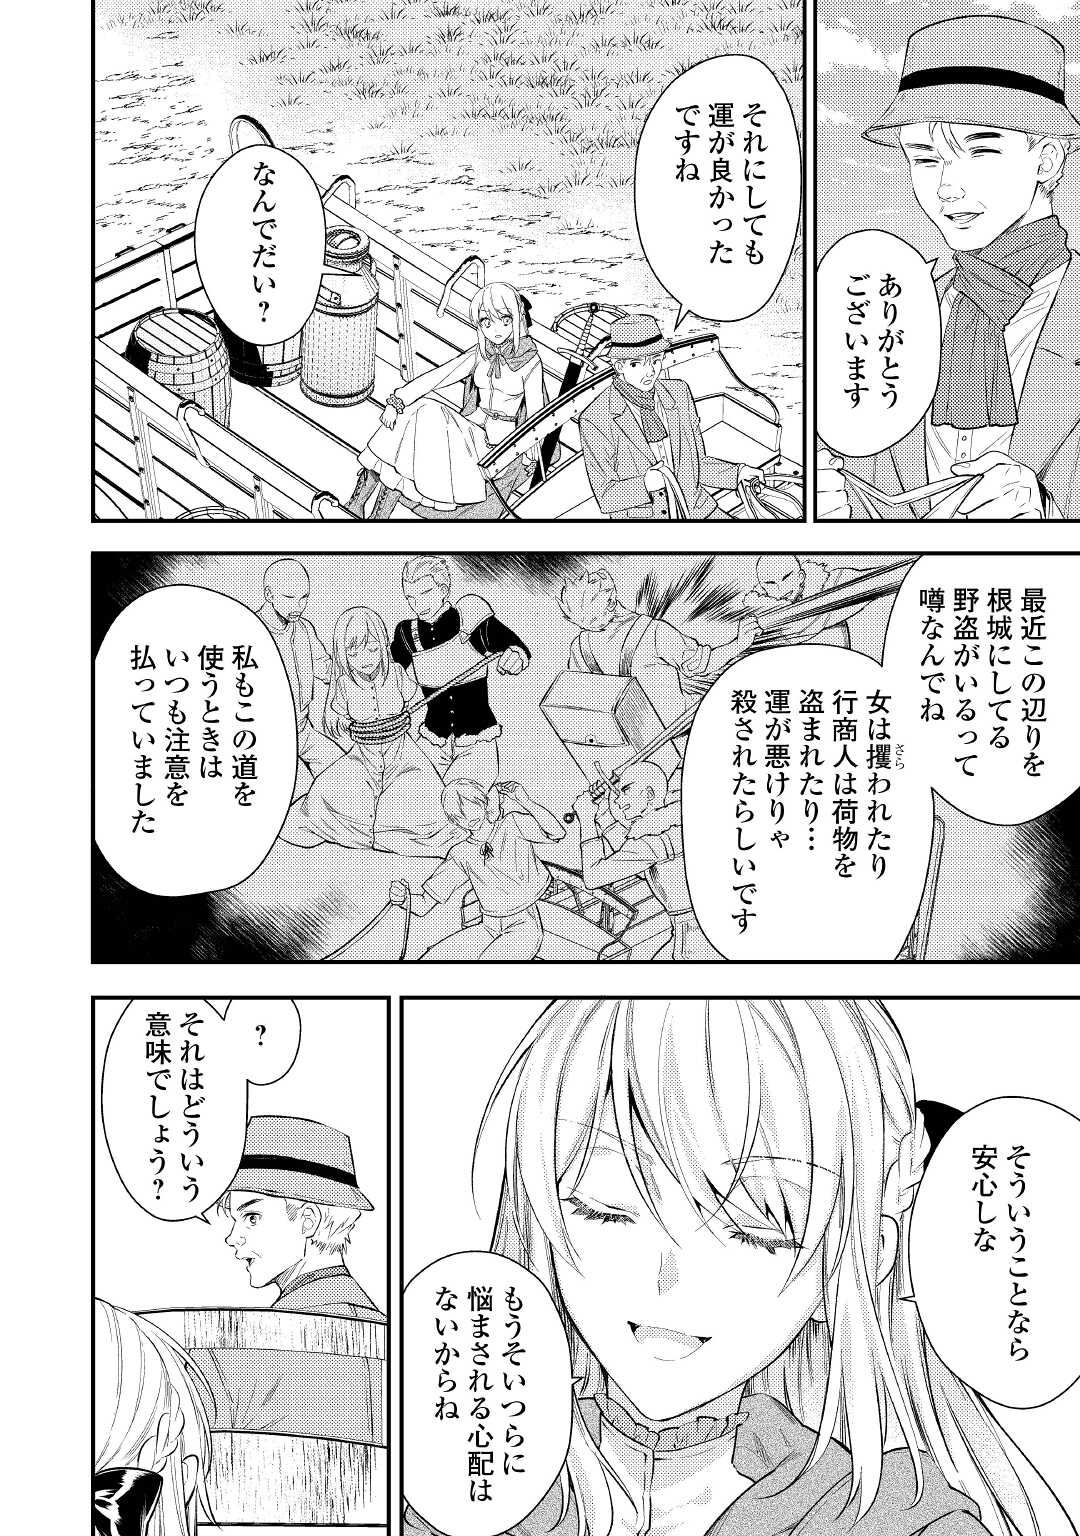 ありがとう
ございます
それにしても
運が良かった
ですね
なんでだい？
最近この辺りを
根城にしてる
野盗がいるって
噂なんでね
女は攫われたり
さら
行商人は荷物を
盗まれたり…
運が悪けりゃ
殺されたらしいです
私もこの道を
使うときは
いつも注意を
払っていました
そういうことなら
安心しな
もうそいつらに
悩まされる心配は
ないからね
？
それはどういう
意味でしょう？